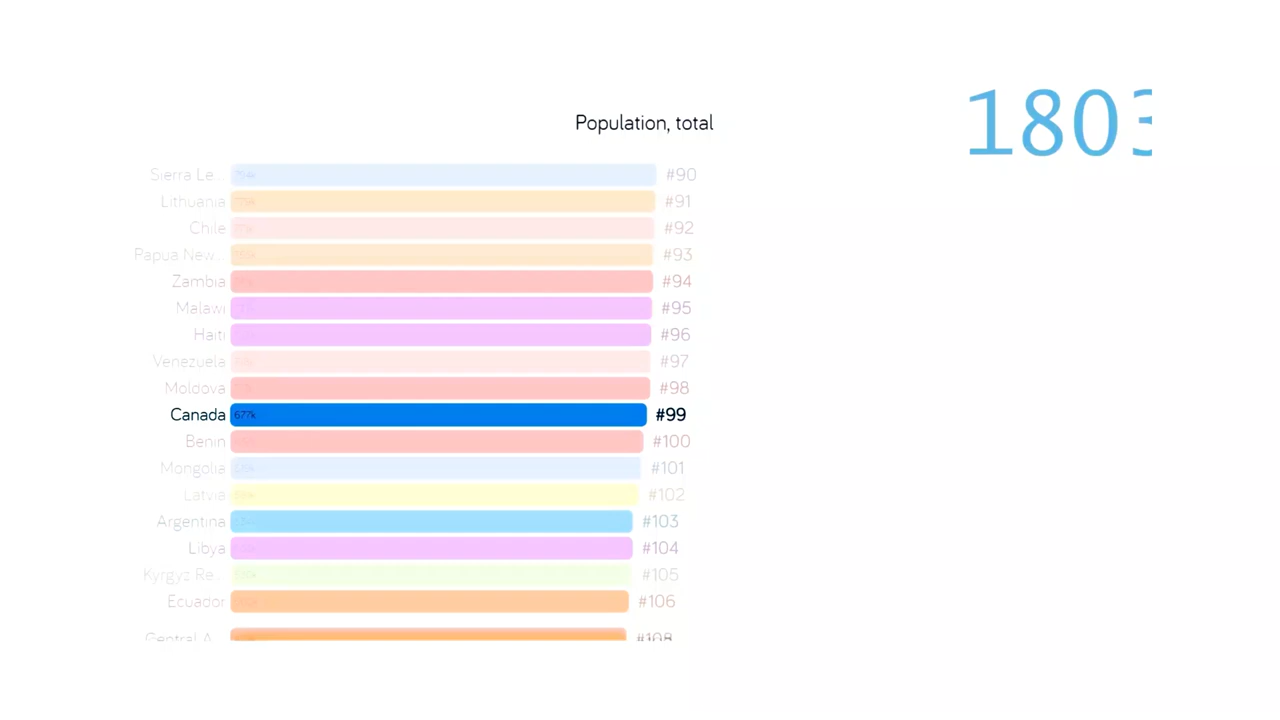 180
Population, total
Sierra Le... #90
Lithuania #91
Chile #92
Papua New... #93
Zambia #94
Malawi #95
Haiti #96
Venezuela #97
Moldova #98
Canada 677k #99
Benin #100
Mongolia #101
Latvia #102
Argentina #103
Libya #104
Kyrgyz Re... #105
Ecuador #106
Central A... #108